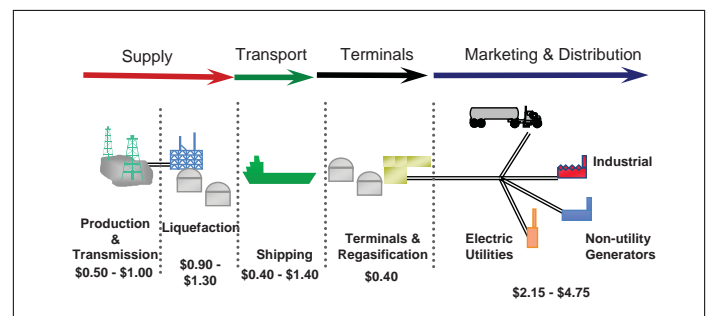 Supply
Transport
Terminals
Marketing & Distribution
Industrial
Production
&
Transmission
$0.50 - $1.00
Liquefaction
$0.90 -
$1.30
Shipping
$0.40 - $1.40
Terminals &
Regasification
$0.40
Electric
Utilities
Non-utility
Generators
$2.15 - $4.75